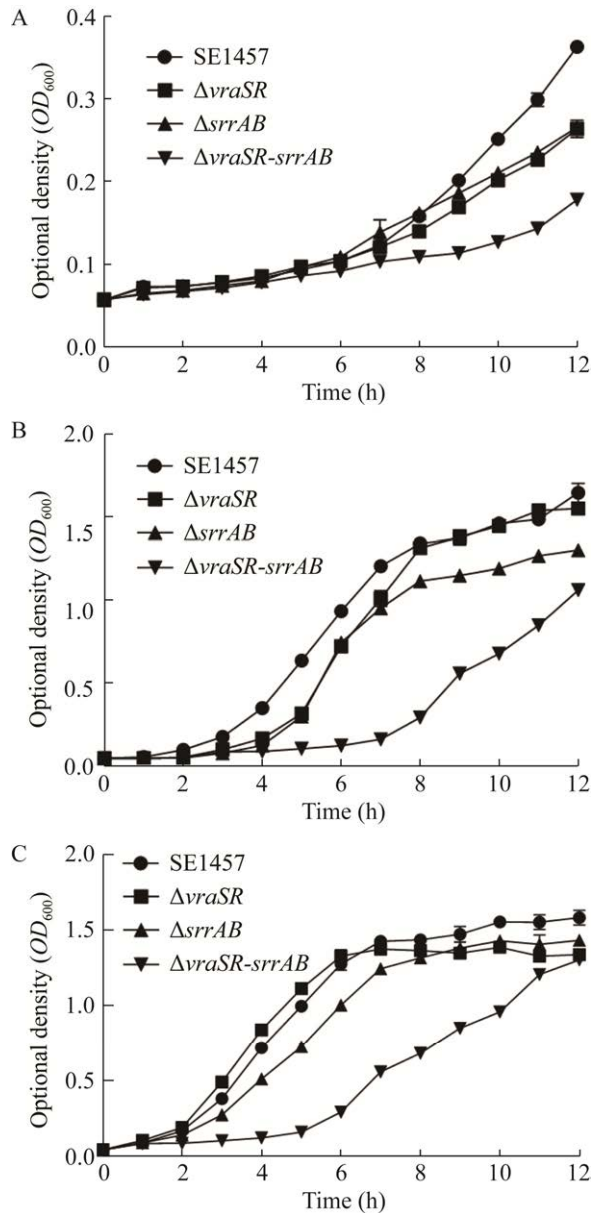 A
Optional density (OD600)
0.4
0.3
0.2
0.1
0.0
SE1457
ΔvraSR
ΔsrrAB
ΔvraSR-srrAB
0 2 4 6 8 10 12
Time (h)
B
Optional density (OD600)
2.0
1.5
1.0
0.5
0.0
SE1457
ΔvraSR
ΔsrrAB
ΔvraSR-srrAB
0 2 4 6 8 10 12
Time (h)
C
Optional density (OD600)
2.0
1.5
1.0
0.5
0.0
SE1457
ΔvraSR
ΔsrrAB
ΔvraSR-srrAB
0 2 4 6 8 10 12
Time (h)